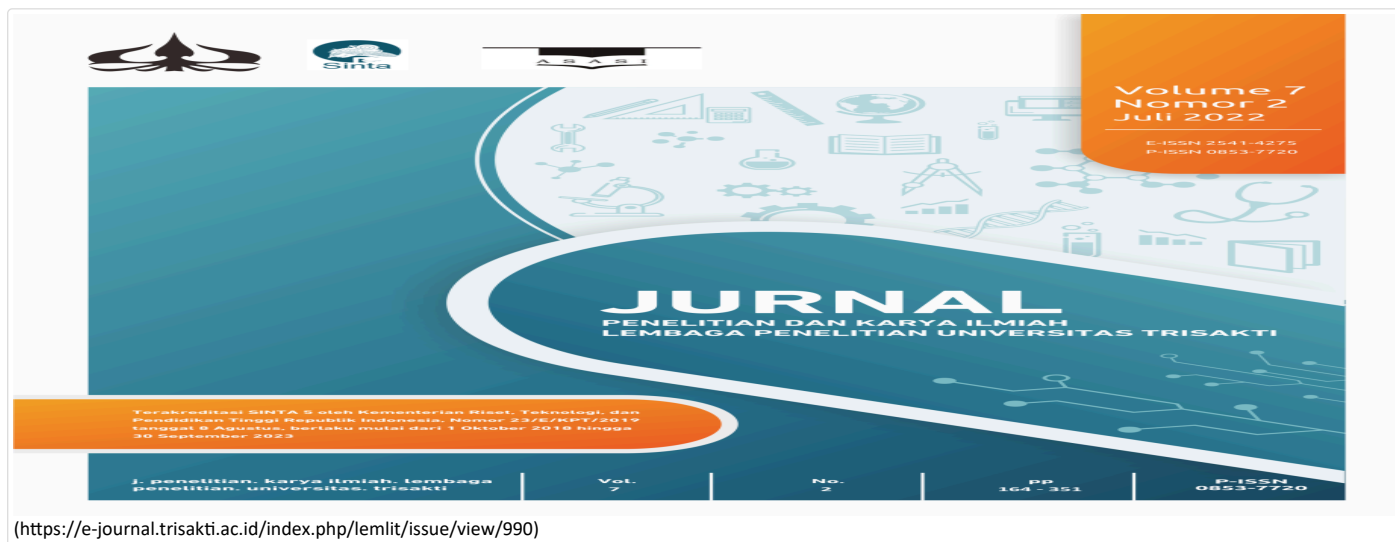 Sinta
A S A S I
Volume 7
Nomor 2
Juli 2022
E-ISSN 2541-4275
P-ISSN 0853-7720
JURNAL
PENELITIAN DAN KARYA ILMIAH
LEMBAGA PENELITIAN UNIVERSITAS TRISAKTI
Terakreditasi SINTA 5 oleh Kementerian Riset, Teknologi, dan
Pendidikan Tinggi Republik Indonesia, Nomor 23/E/KPT/2019
tanggal 8 Agustus, berlaku mulai dari 1 Oktober 2018 hingga
30 September 2023
j. penelitian. karya ilmiah. lembaga
penelitian. universitas. trisakti
Vol.
7
No.
2
pp
164 - 351
P-ISSN
0853-7720
(https://e-journal.trisakti.ac.id/index.php/lemlit/issue/view/990)